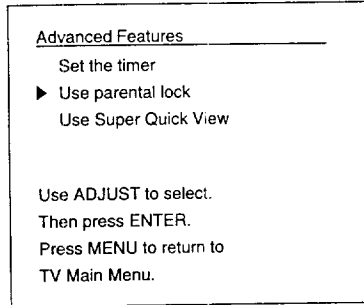 Advanced Features
Set the timer
▶ Use parental lock
Use Super Quick View
Use ADJUST to select.
Then press ENTER.
Press MENU to return to
TV Main Menu.